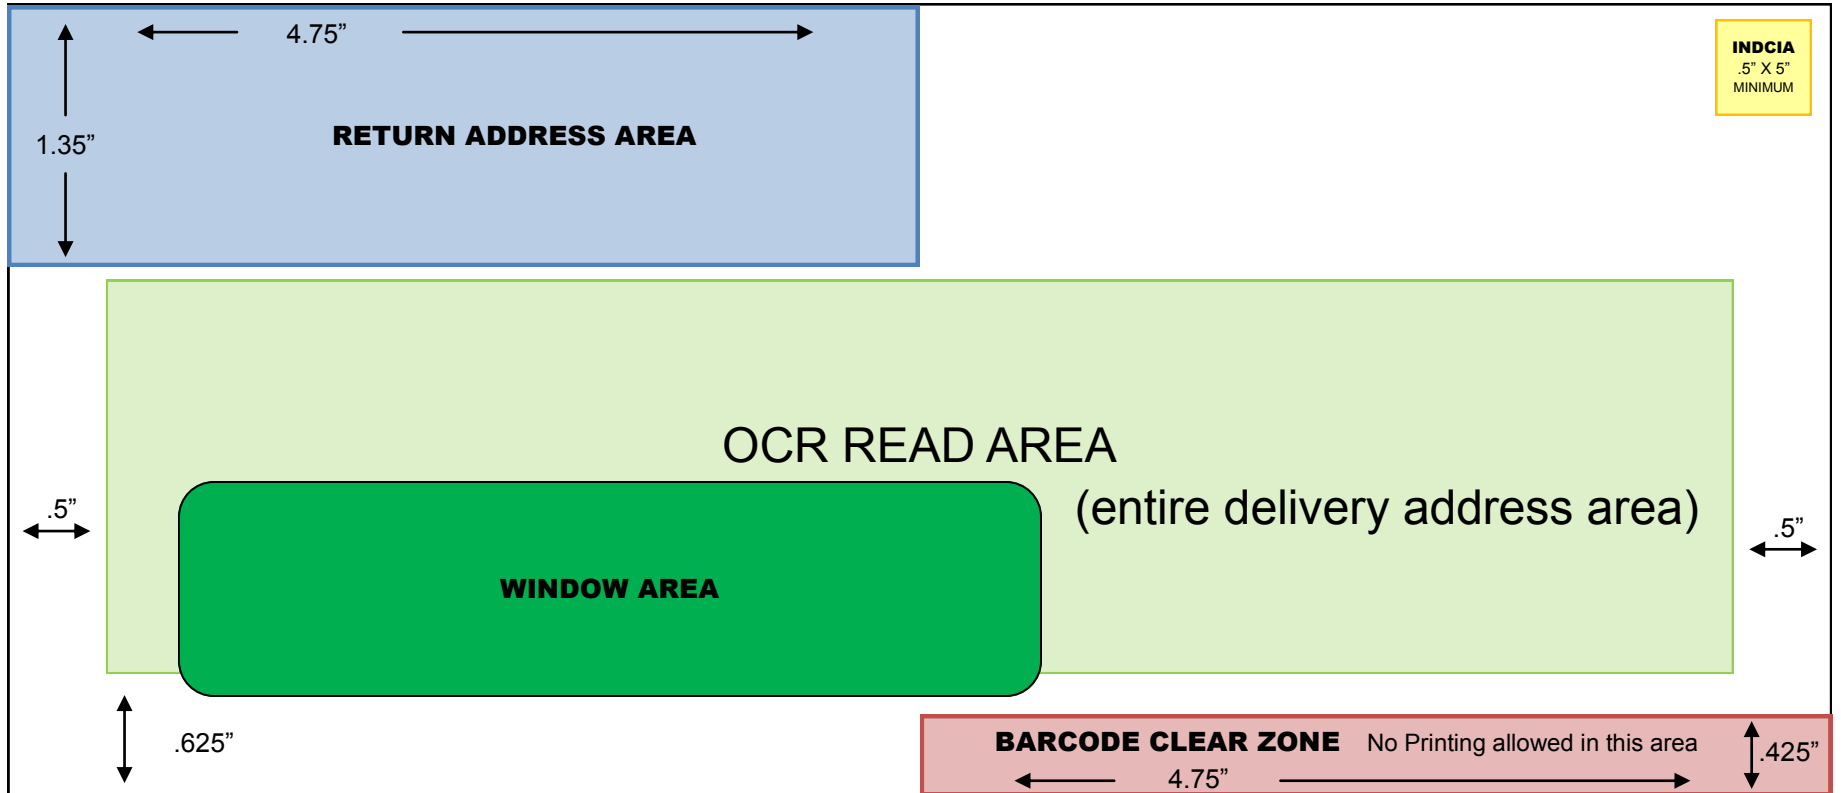 4.75”
1.35”
RETURN ADDRESS AREA
INDCIA
.5” X 5”
MINIMUM
OCR READ AREA
(entire delivery address area)
.5”
WINDOW AREA
.5”
.625”
BARCODE CLEAR ZONE No Printing allowed in this area
.425”
4.75”